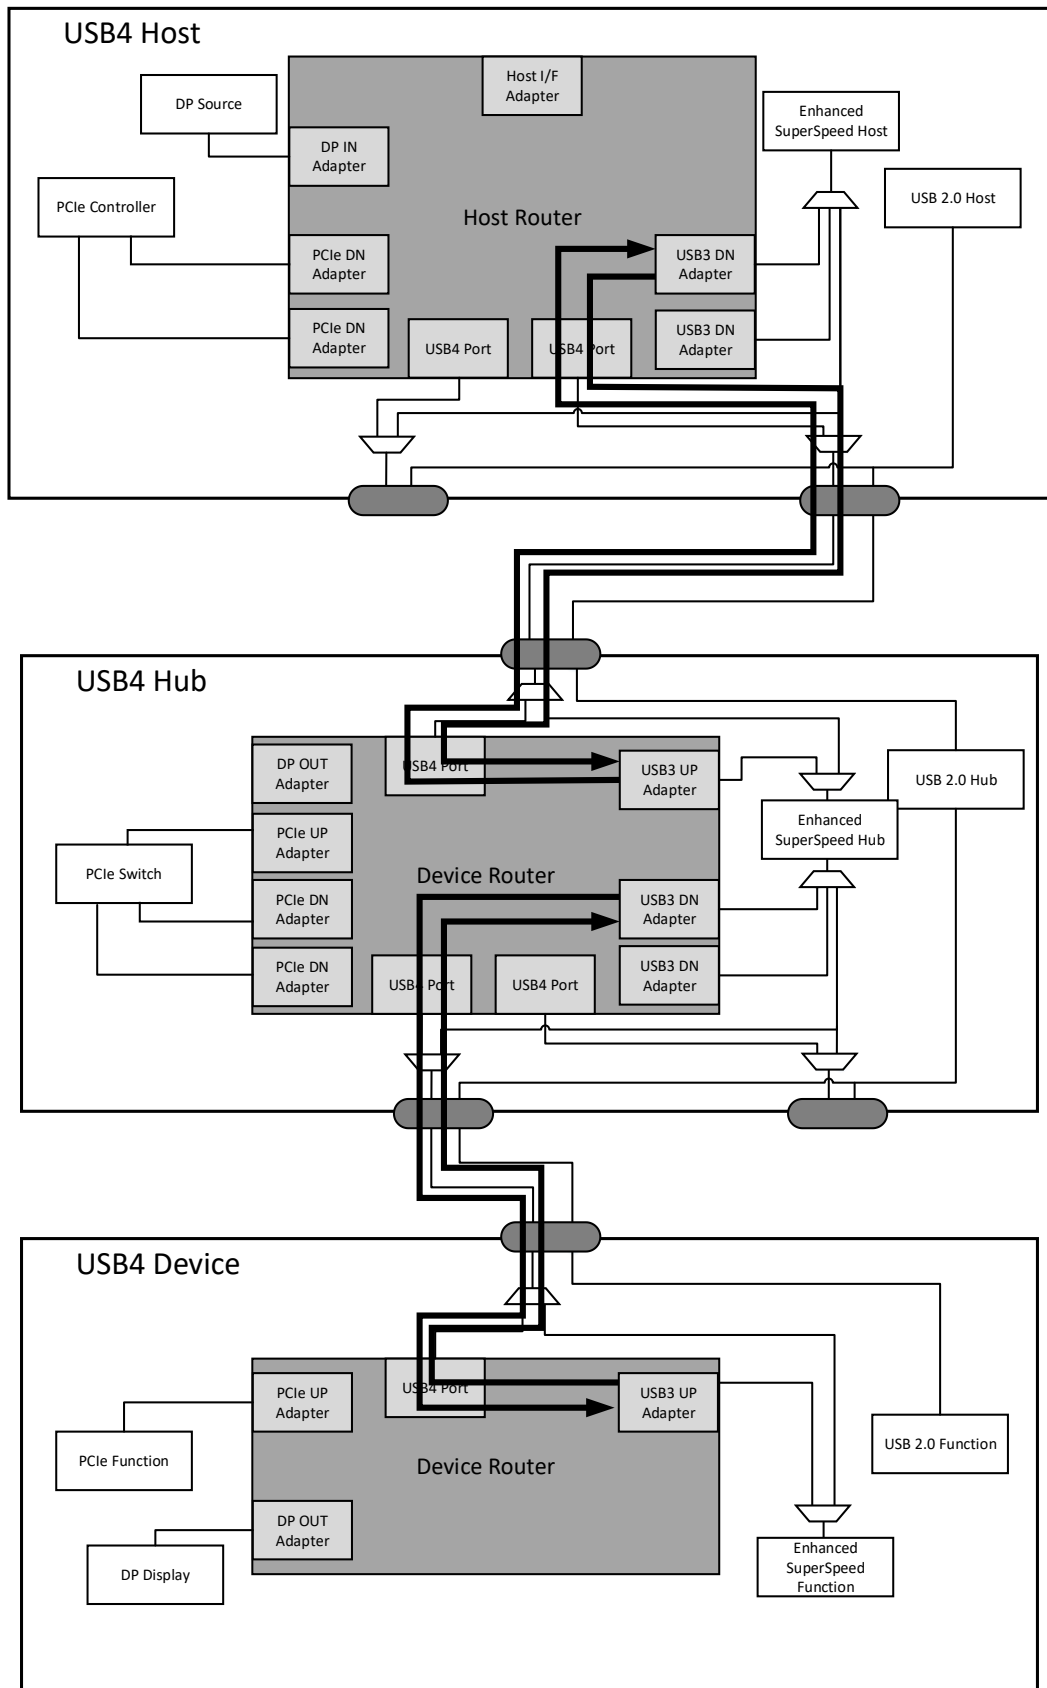 USB4 Host
Host I/F
Adapter
DP Source
Enhanced
SuperSpeed Host
DP IN
Adapter
PCIe Controller
USB 2.0 Host
Host Router
PCIe DN
Adapter
USB3 DN
Adapter
PCIe DN
Adapter
USB4 Port
USB4 Port
USB3 DN
Adapter
USB4 Hub
DP OUT
Adapter
USB4 Port
USB3 UP
Adapter
USB 2.0 Hub
PCIe UP
Adapter
Enhanced
SuperSpeed Hub
PCIe Switch
Device Router
PCIe DN
Adapter
USB3 DN
Adapter
PCIe DN
Adapter
USB4 Port
USB4 Port
USB3 DN
Adapter
USB4 Device
PCIe UP
Adapter
USB4 Port
USB3 UP
Adapter
PCIe Function
Device Router
USB 2.0 Function
DP OUT
Adapter
DP Display
Enhanced
SuperSpeed
Function